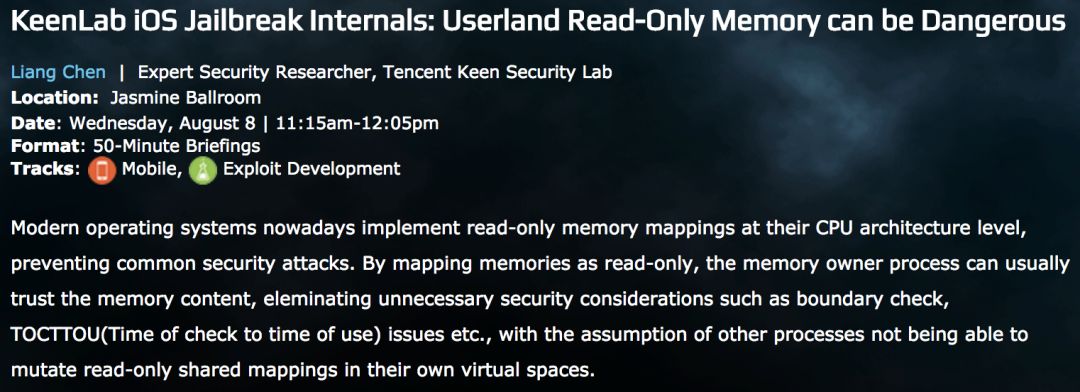 KeenLab iOS Jailbreak Internals: Userland Read-Only Memory can be Dangerous
Liang Chen | Expert Security Researcher, Tencent Keen Security Lab
Location: Jasmine Ballroom
Date: Wednesday, August 8 | 11:15am-12:05pm
Format: 50-Minute Briefings
Tracks: Mobile, Exploit Development
Modern operating systems nowadays implement read-only memory mappings at their CPU architecture level,
preventing common security attacks. By mapping memories as read-only, the memory owner process can usually
trust the memory content, eleminating unnecessary security considerations such as boundary check,
TOCTTOU(Time of check to time of use) issues etc., with the assumption of other processes not being able to
mutate read-only shared mappings in their own virtual spaces.